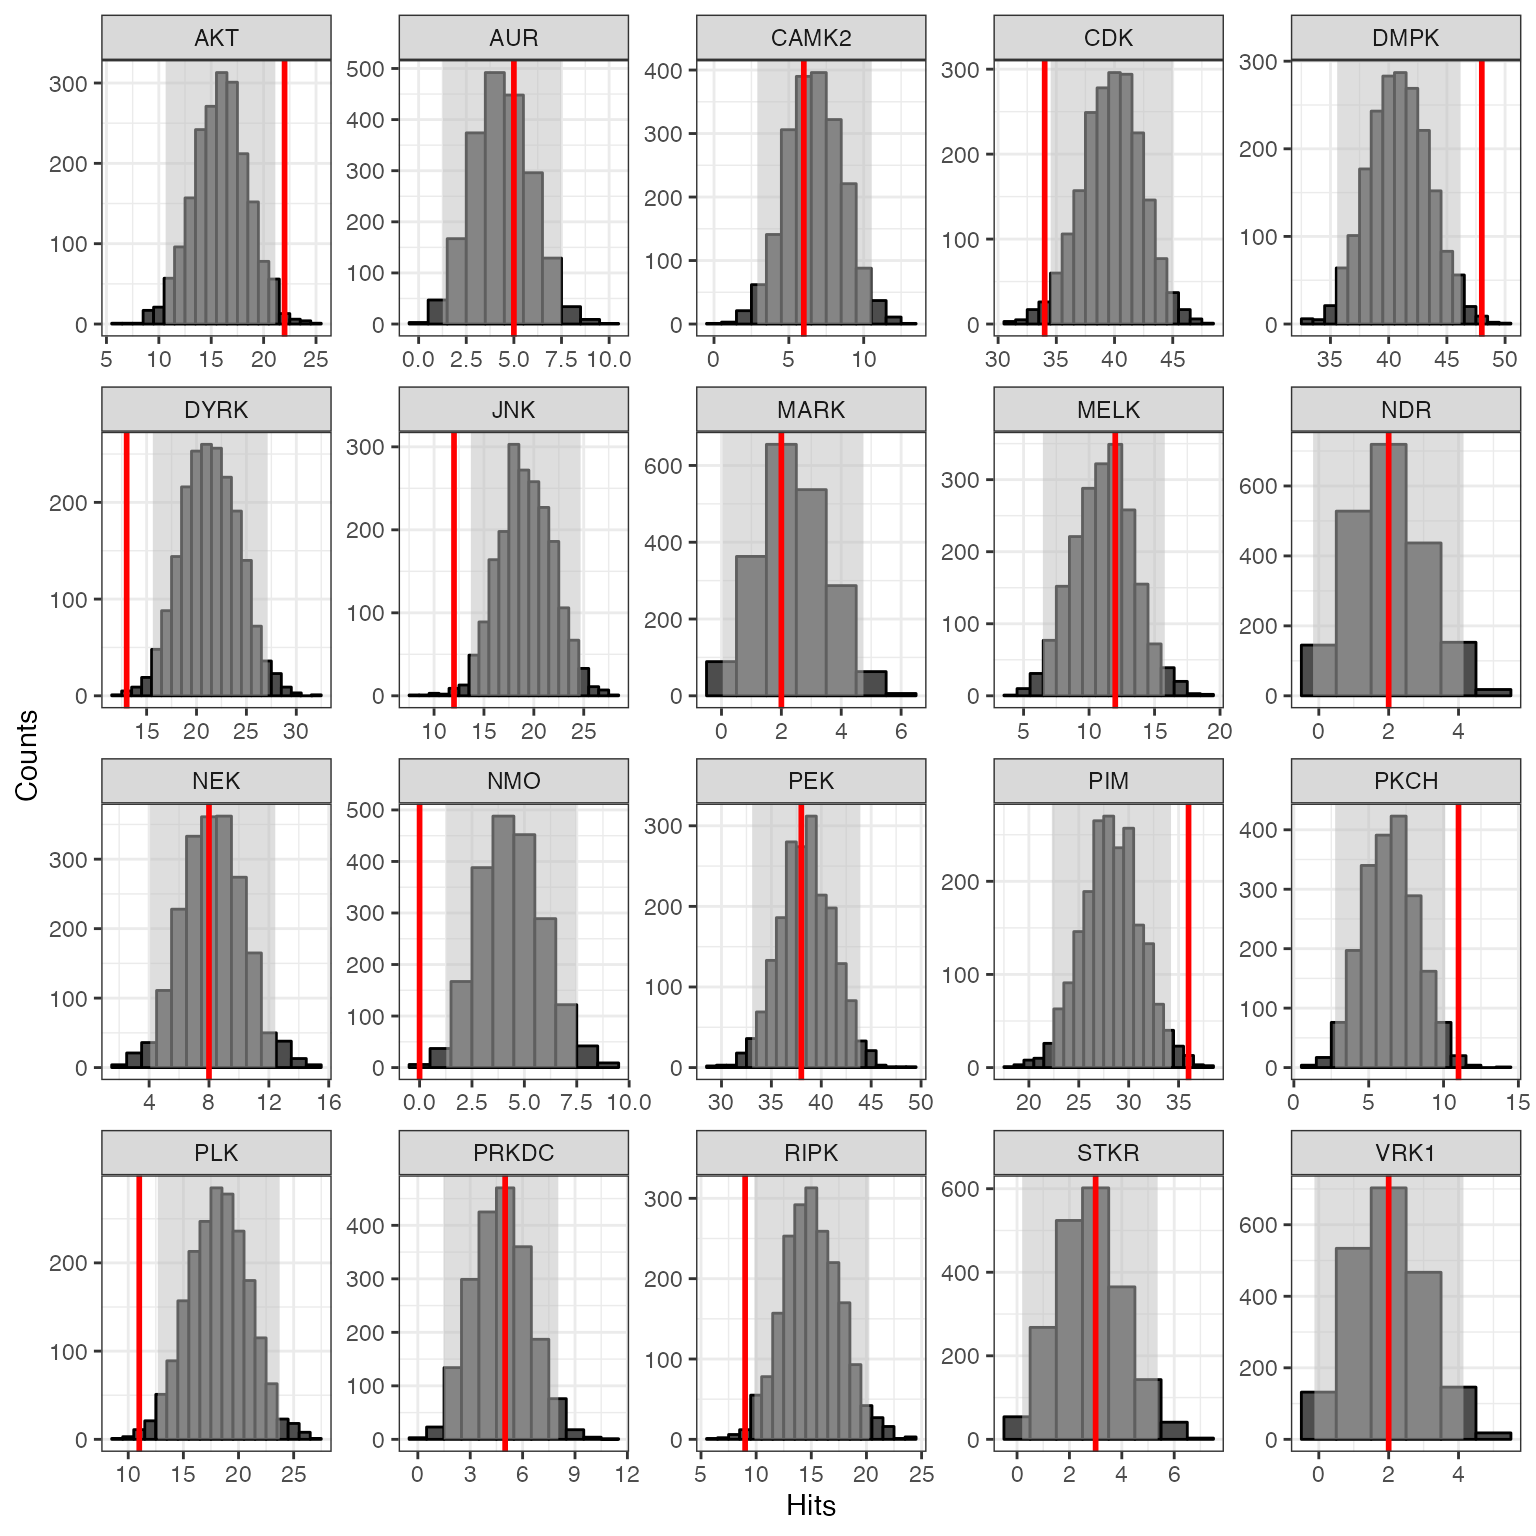 AKT AUR CAMK2 CDK DMPK
300 200 100 0
500 400 300 200 100 0
400 300 200 100 0
300 200 100 0
300 200 100 0
5 10 15 20 25
0.0 2.5 5.0 7.5 10.0
0 5 10
30 35 40 45
35 40 45 50
DYRK JNK MARK MELK NDR
200 100 0
300 200 100 0
600 400 200 0
300 200 100 0
600 400 200 0
15 20 25 30
10 15 20 25
0 2 4 6
5 10 15 20
0 2 4
Counts
NEK NMO PEK PIM PKCH
300 200 100 0
500 400 300 200 100 0
300 200 100 0
200 100 0
400 300 200 100 0
4 8 12 16
0.0 2.5 5.0 7.5 10.0
30 35 40 45 50
20 25 30 35
0 5 10 15
PLK PRKDC RIPK STKR VRK1
200 100 0
400 300 200 100 0
300 200 100 0
600 400 200 0
600 400 200 0
10 15 20 25
0 3 6 9 12
5 10 15 20 25
0 2 4 6
0 2 4
Hits